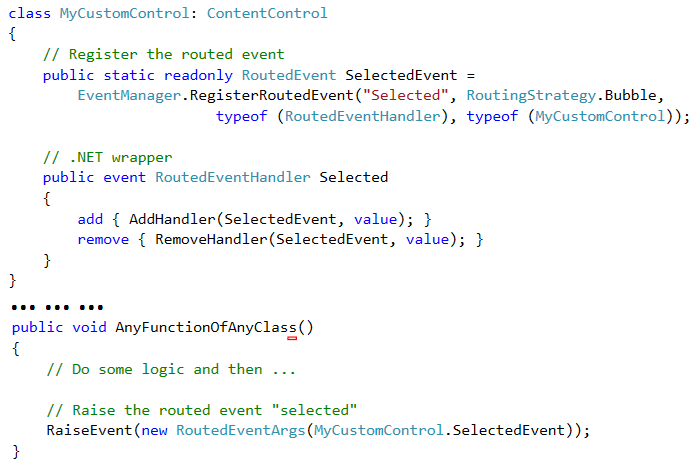 class MyCustomControl: ContentControl
{
// Register the routed event
public static readonly RoutedEvent SelectedEvent =
EventManager.RegisterRoutedEvent("Selected", RoutingStrategy.Bubble,
typeof (RoutedEventHandler), typeof (MyCustomControl));
// .NET wrapper
public event RoutedEventHandler Selected
{
add { AddHandler(SelectedEvent, value); }
remove { RemoveHandler(SelectedEvent, value); }
}
}
... ... ...
public void AnyFunctionOfAnyClass()
{
// Do some logic and then ...
// Raise the routed event "selected"
RaiseEvent(new RoutedEventArgs(MyCustomControl.SelectedEvent));
}